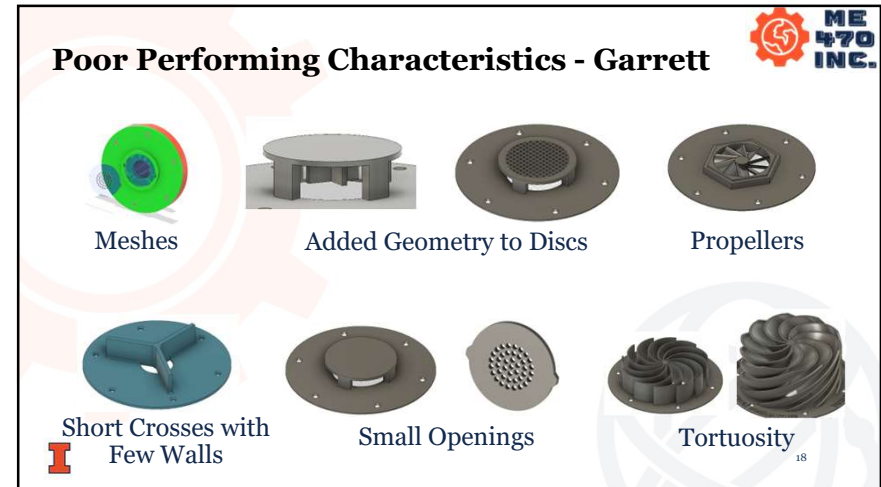 Poor Performing Characteristics - Garrett
ME
470
INC.
Meshes
Added Geometry to Discs
Propellers
Short Crosses with
Few Walls
Small Openings
Tortuosity
18